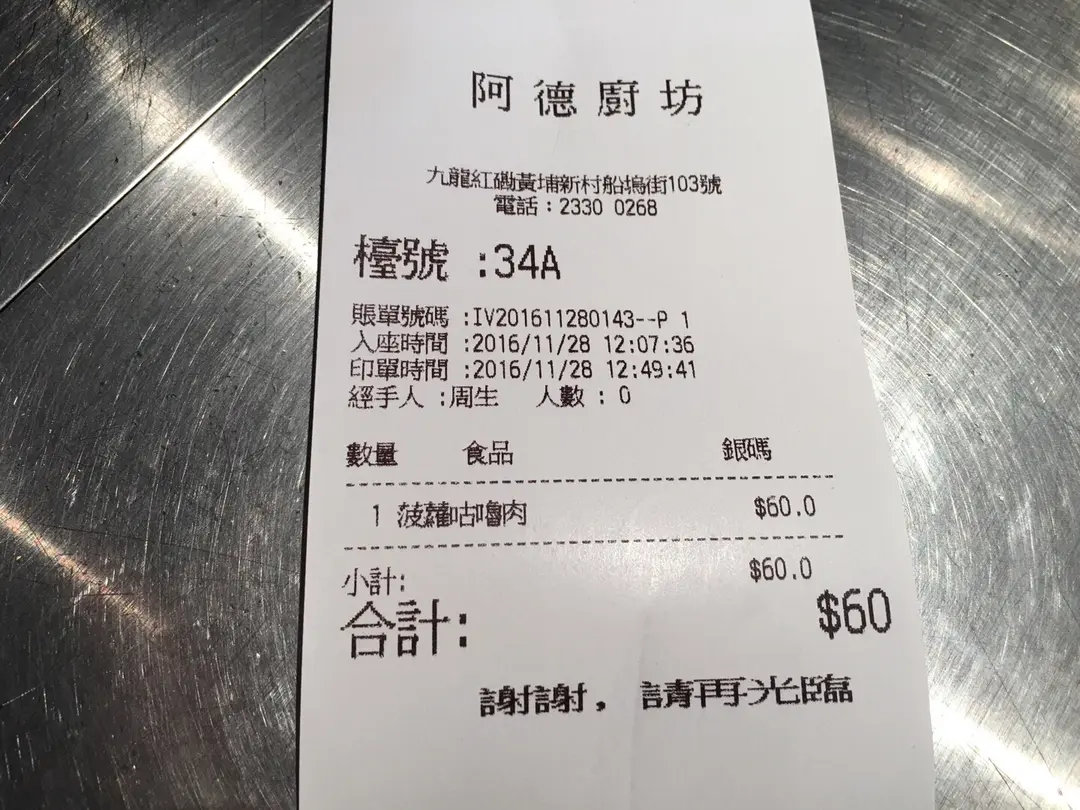 阿德廚坊
九龍紅磡黃埔新村船塢街103號
電話：2330 0268
檯號 :34A
賬單號碼 :IV201611280143--P 1
入座時間 :2016/11/28 12:07:36
印單時間 :2016/11/28 12:49:41
經手人 :周生 人數 : 0
數量 食品 銀碼
1 菠蘿咕嚕肉 $60.0
小計: $60.0
合計: $60
謝謝，請再光臨